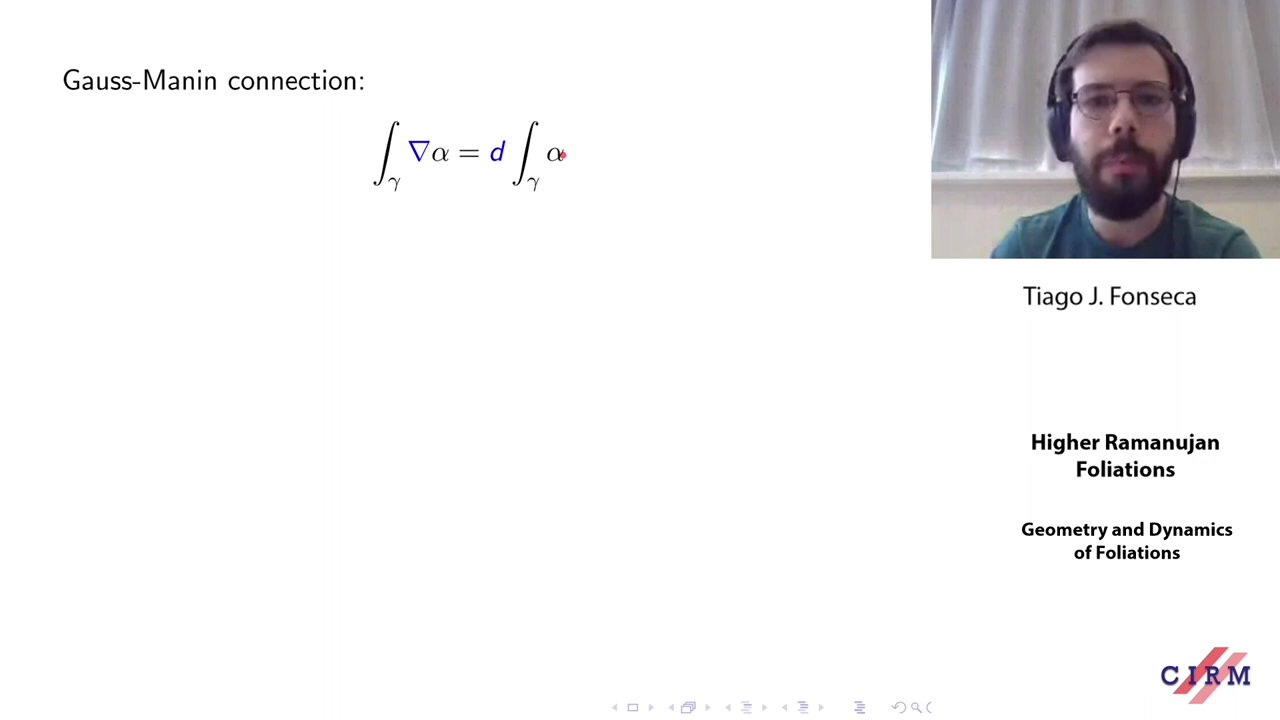 Gauss-Manin connection:
∫_γ ∇α = d ∫_γ α
Tiago J. Fonseca
Higher Ramanujan
Foliations
Geometry and Dynamics
of Foliations
CIRM